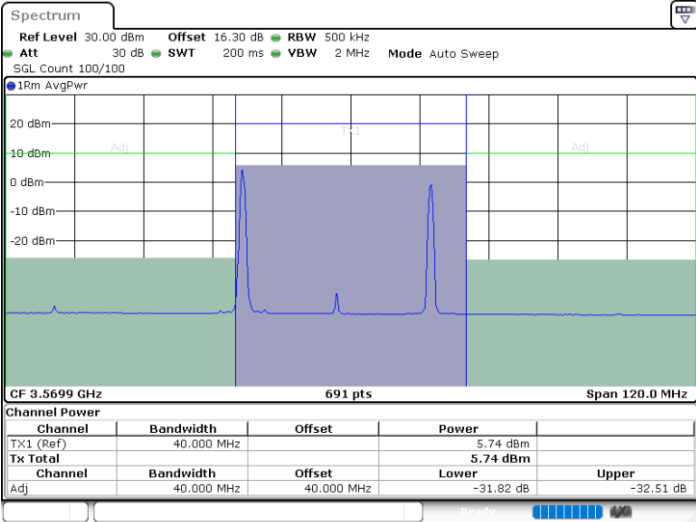 Spectrum
Ref Level 30.00 dBm Offset 16.30 dB RBW 500 kHz
Att 30 dB SWT 200 ms VBW 2 MHz Mode Auto Sweep
SGL Count 100/100
1Rm AvgPwr
20 dBm
TX1
Adj Adj
10 dBm
0 dBm
-10 dBm
-20 dBm
CF 3.5699 GHz 691 pts Span 120.0 MHz
Channel Power
Channel Bandwidth Offset Power
TX1 (Ref) 40.000 MHz 5.74 dBm
Tx Total 5.74 dBm
Channel Bandwidth Offset Lower Upper
Adj 40.000 MHz 40.000 MHz -31.82 dB -32.51 dB
Ready